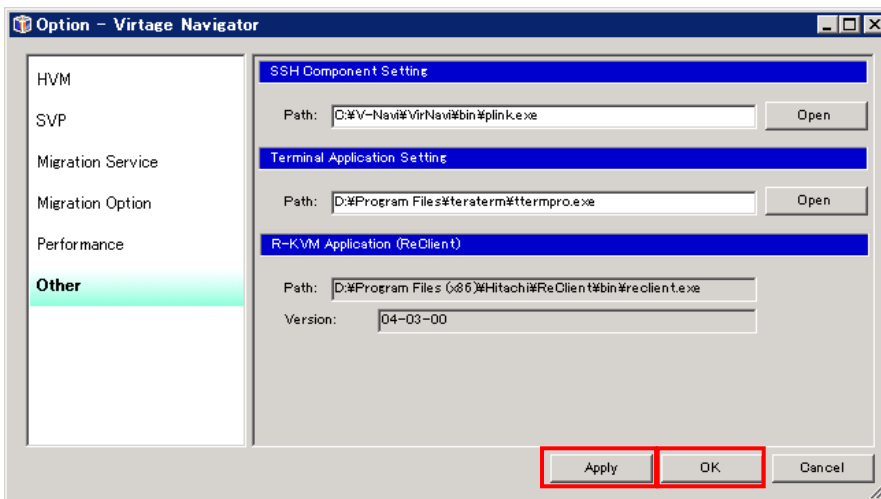 Option - Virtage Navigator
HVM
SVP
Migration Service
Migration Option
Performance
Other
SSH Component Setting
Path: C:¥V-Navi¥VirNavi¥bin¥plink.exe Open
Terminal Application Setting
Path: D:¥Program Files¥teraterm¥ttermpro.exe Open
R-KVM Application (ReClient)
Path: D:¥Program Files (x86)¥Hitachi¥ReClient¥bin¥reclient.exe
Version: 04-03-00
Apply OK Cancel